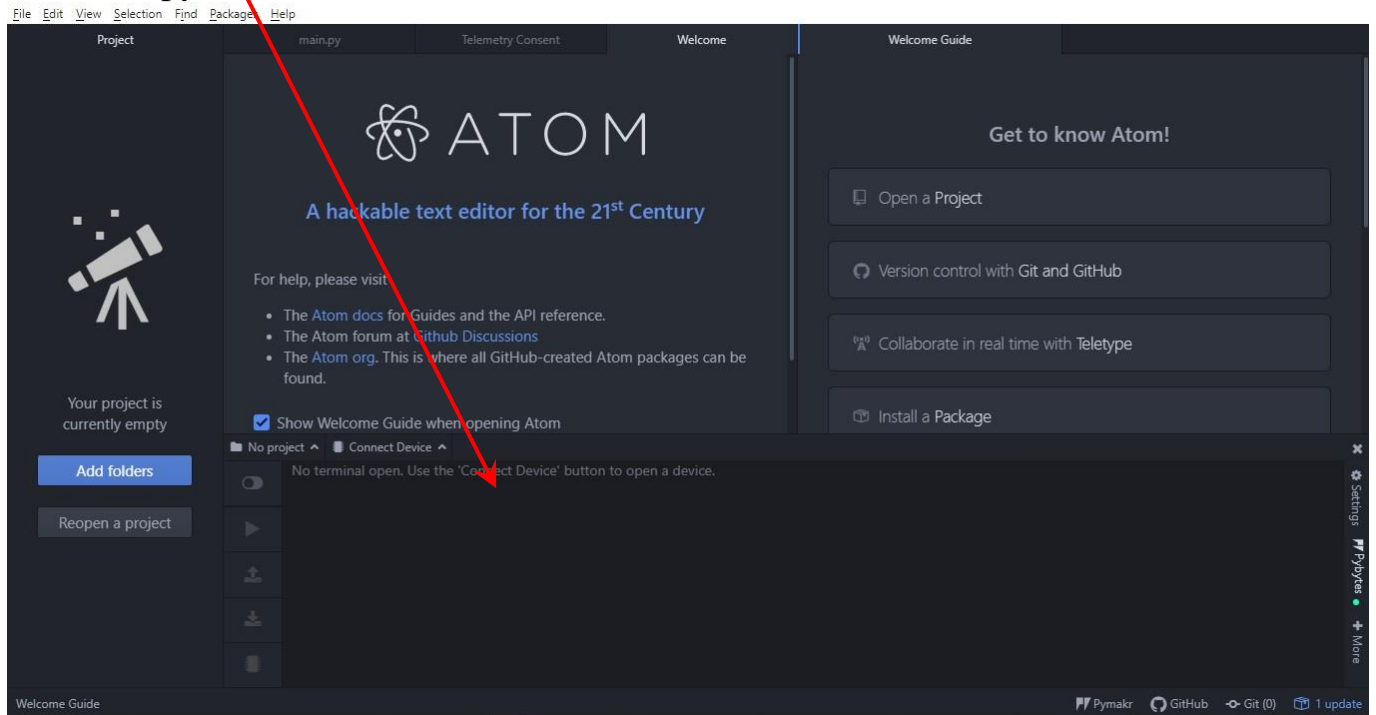 File Edit View Selection Find Packages Help
Project
main.py
Telemetry Consent
Welcome
Welcome Guide
ATOM
A hackable text editor for the 21st Century
For help, please visit
The Atom docs for Guides and the API reference.
The Atom forum at Github Discussions
The Atom org. This is where all GitHub-created Atom packages can be
found.
Show Welcome Guide when opening Atom
Get to know Atom!
Open a Project
Version control with Git and GitHub
Collaborate in real time with Teletype
Install a Package
Your project is
currently empty
Add folders
Reopen a project
No project
Connect Device
No terminal open. Use the 'Connect Device' button to open a device.
Settings
Pybytes
More
Welcome Guide
Pymakr
GitHub
Git (0)
1 update